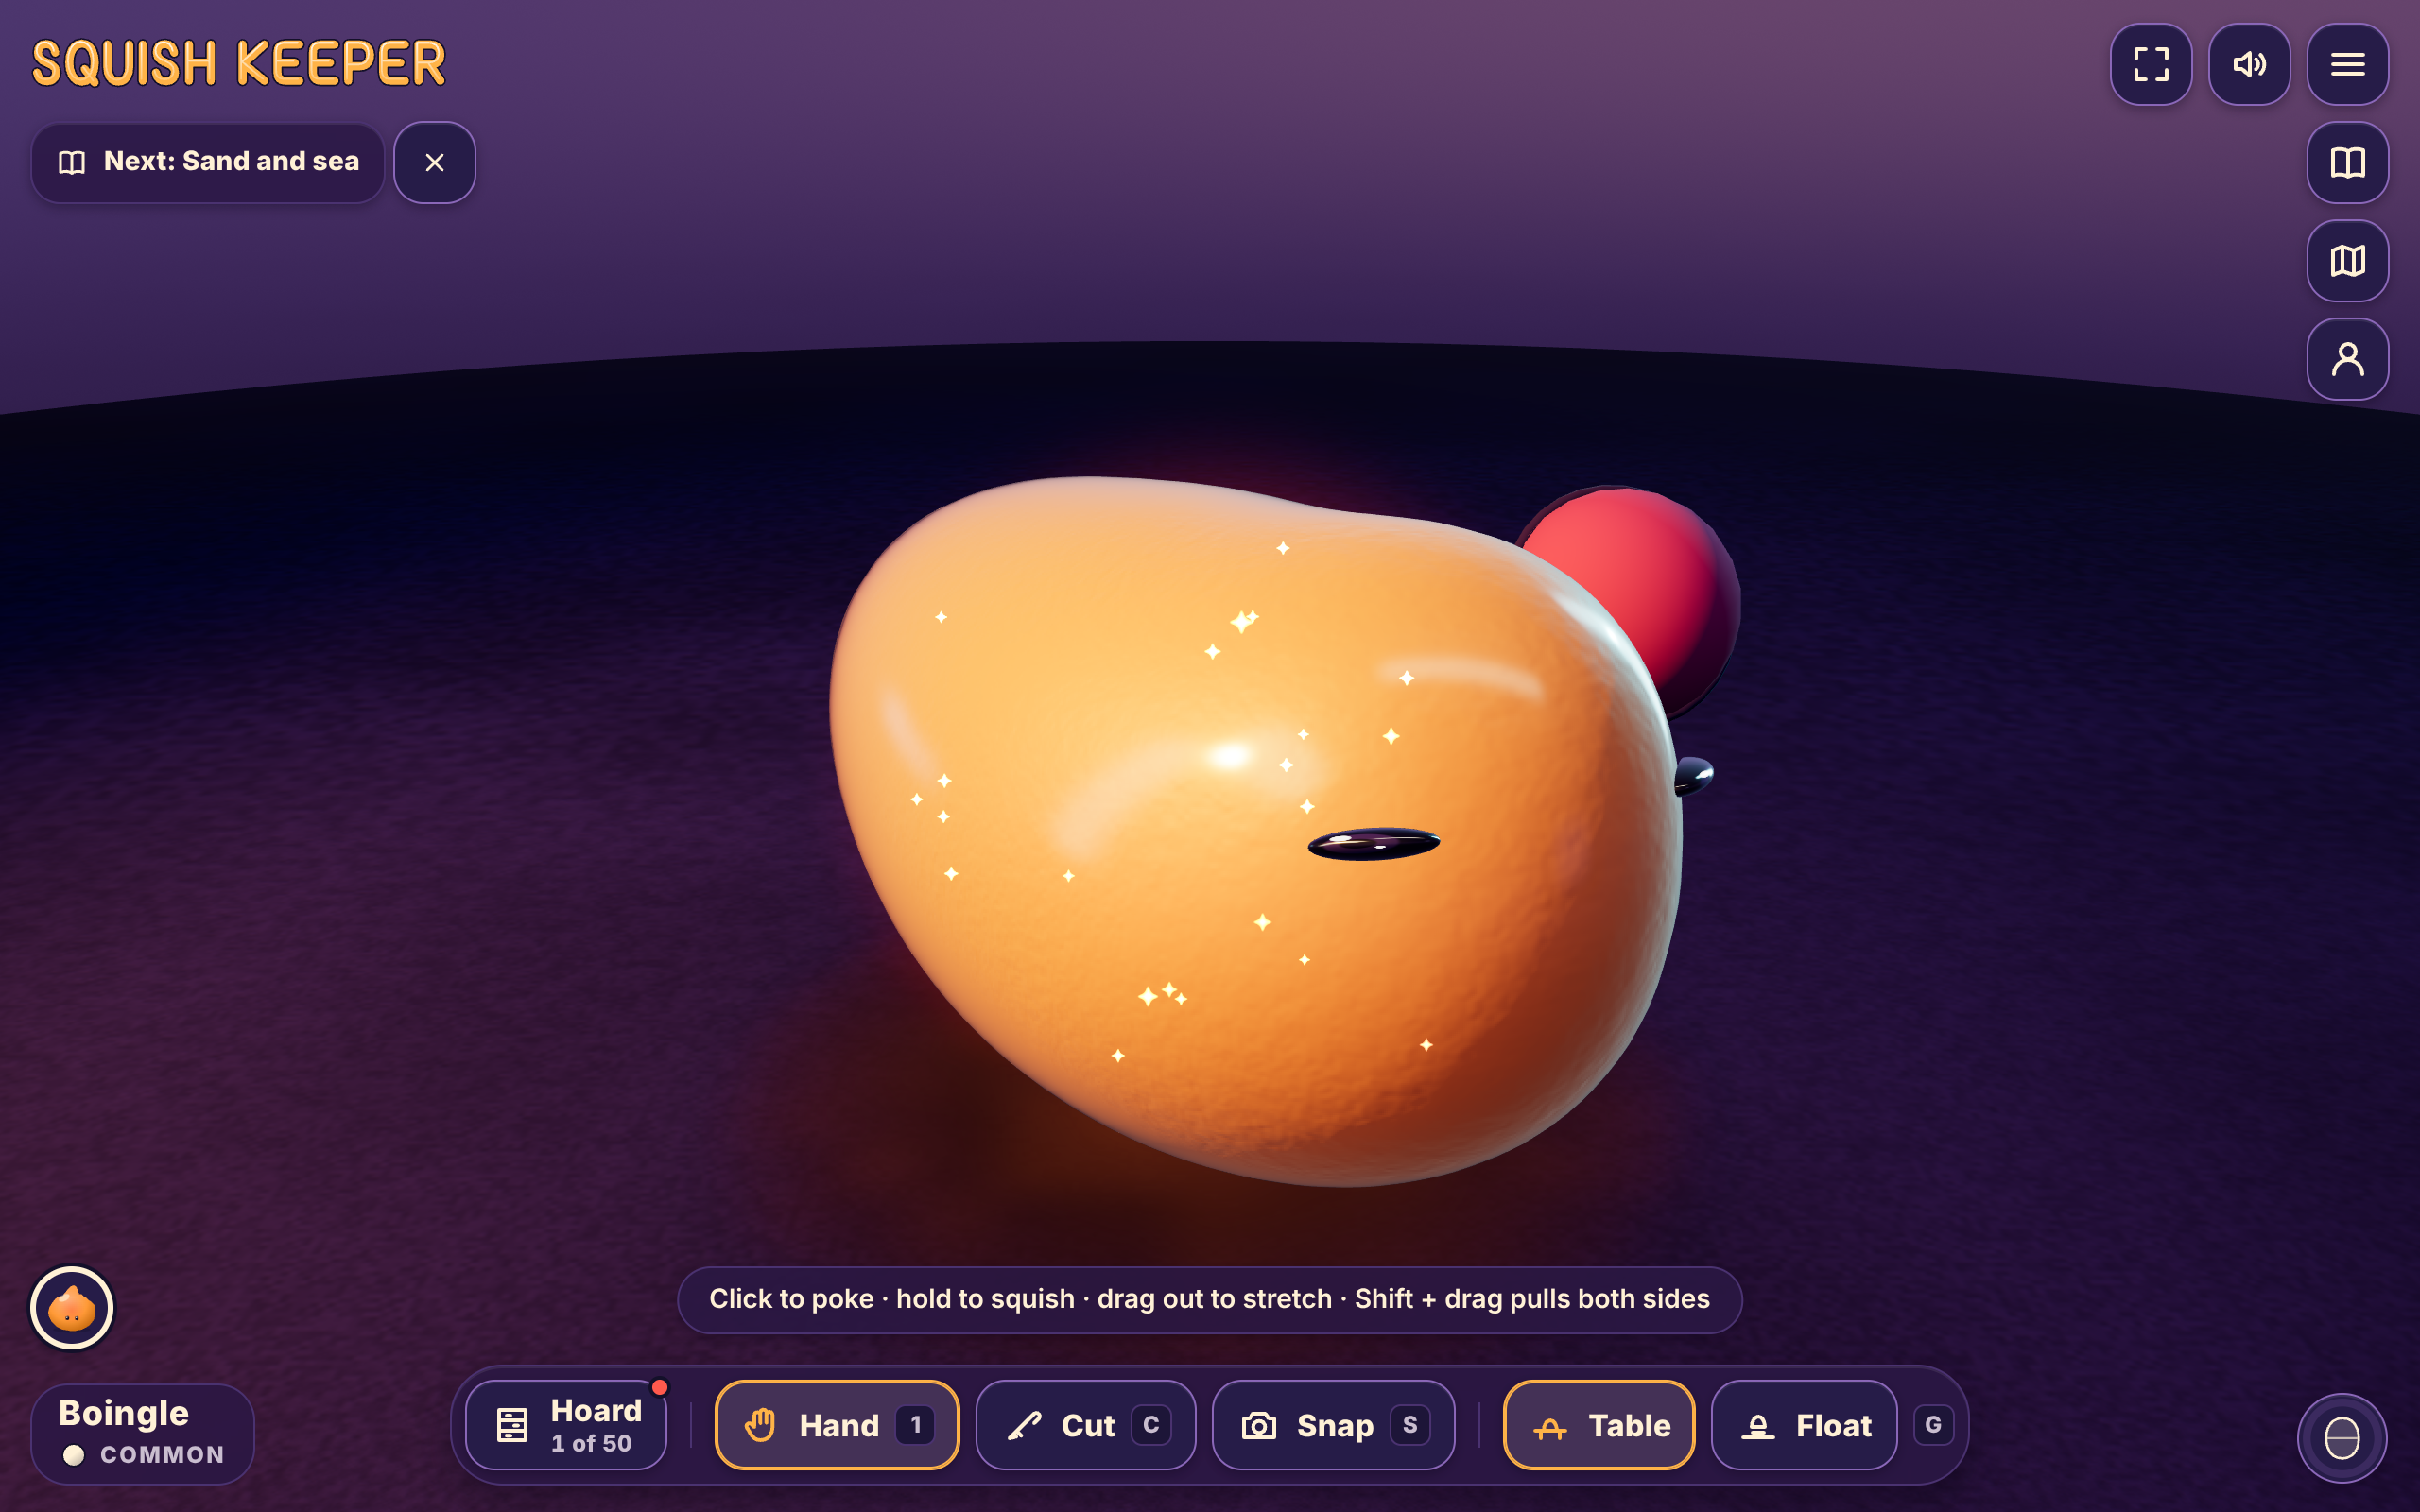 SQUISH KEEPER
Next: Sand and sea
Click to poke · hold to squish · drag out to stretch · Shift + drag pulls both sides
Boingle
COMMON
Hoard
1 of 50
Hand 1
Cut C
Snap S
Table
Float G